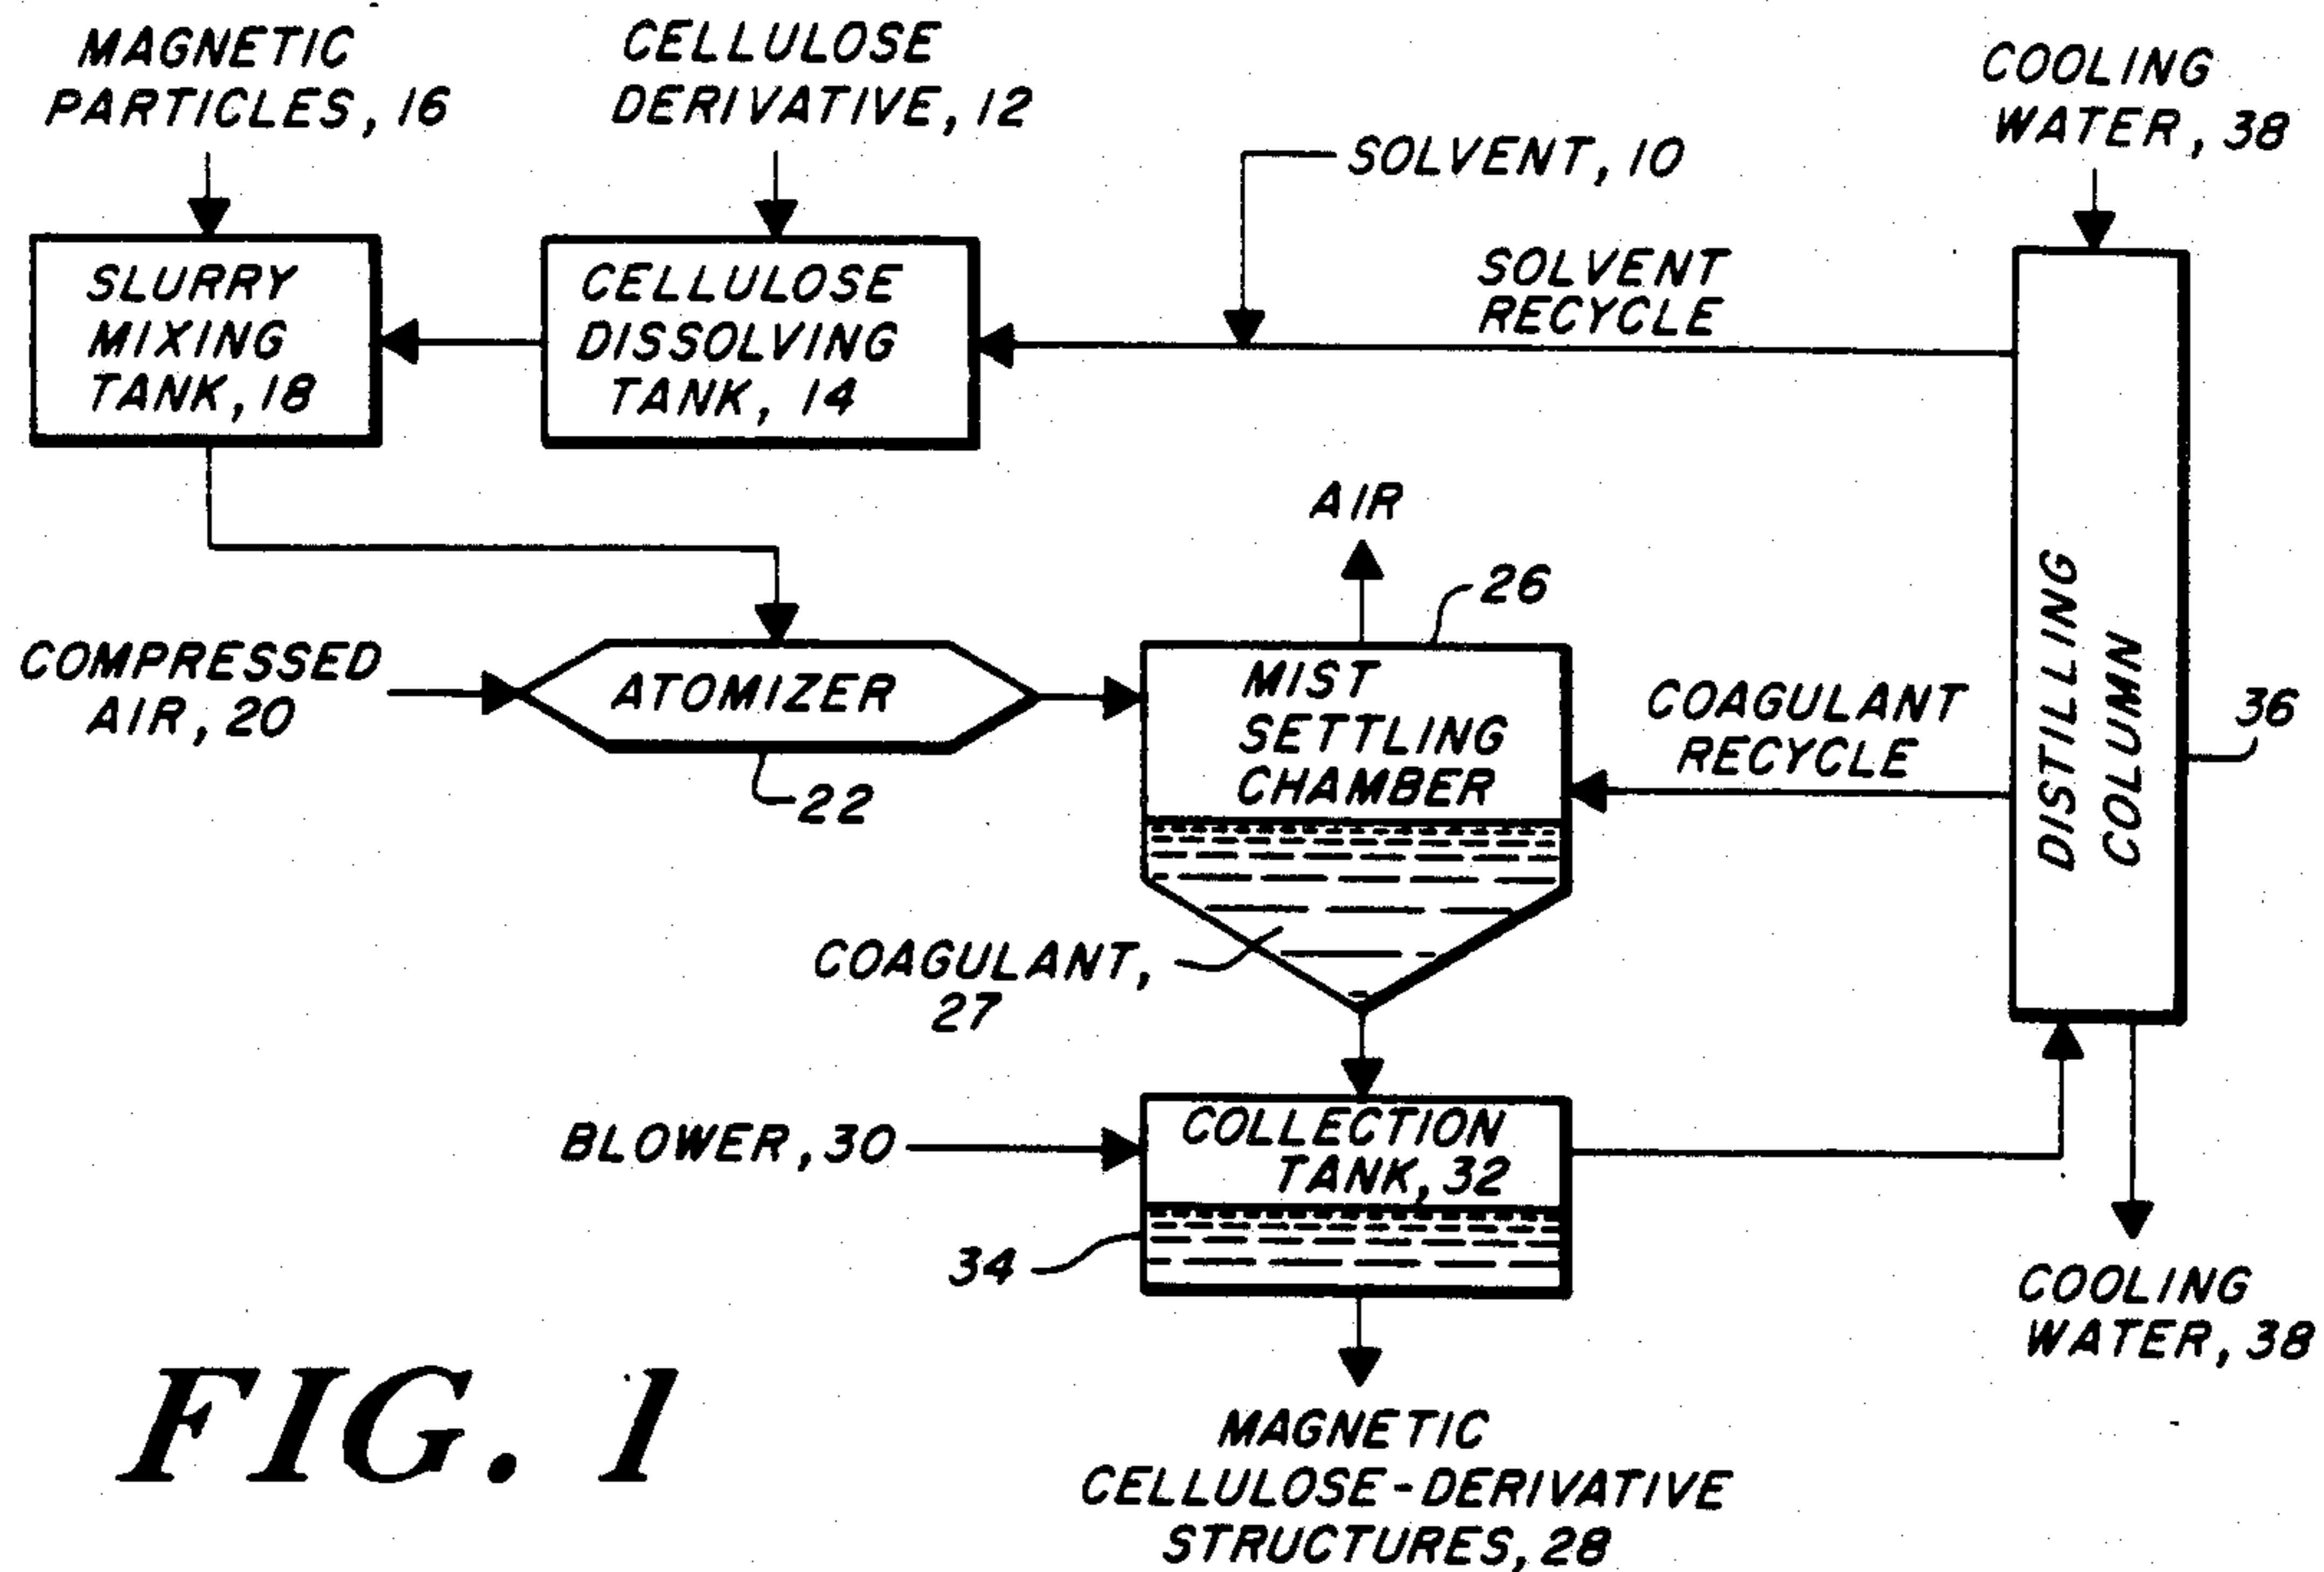 MAGNETIC
PARTICLES, 16
CELLULOSE
DERIVATIVE, 12
SOLVENT, 10
COOLING
WATER, 38
SLURRY
MIXING
TANK, 18
CELLULOSE
DISSOLVING
TANK, 14
SOLVENT
RECYCLE
AIR
26
COMPRESSED
AIR, 20
ATOMIZER
22
MIST
SETTLING
CHAMBER
COAGULANT
RECYCLE
DISTILLING
COLUMN
36
COAGULANT,
27
BLOWER, 30
COLLECTION
TANK, 32
34
COOLING
WATER, 38
MAGNETIC
CELLULOSE-DERIVATIVE
STRUCTURES, 28
FIG. 1